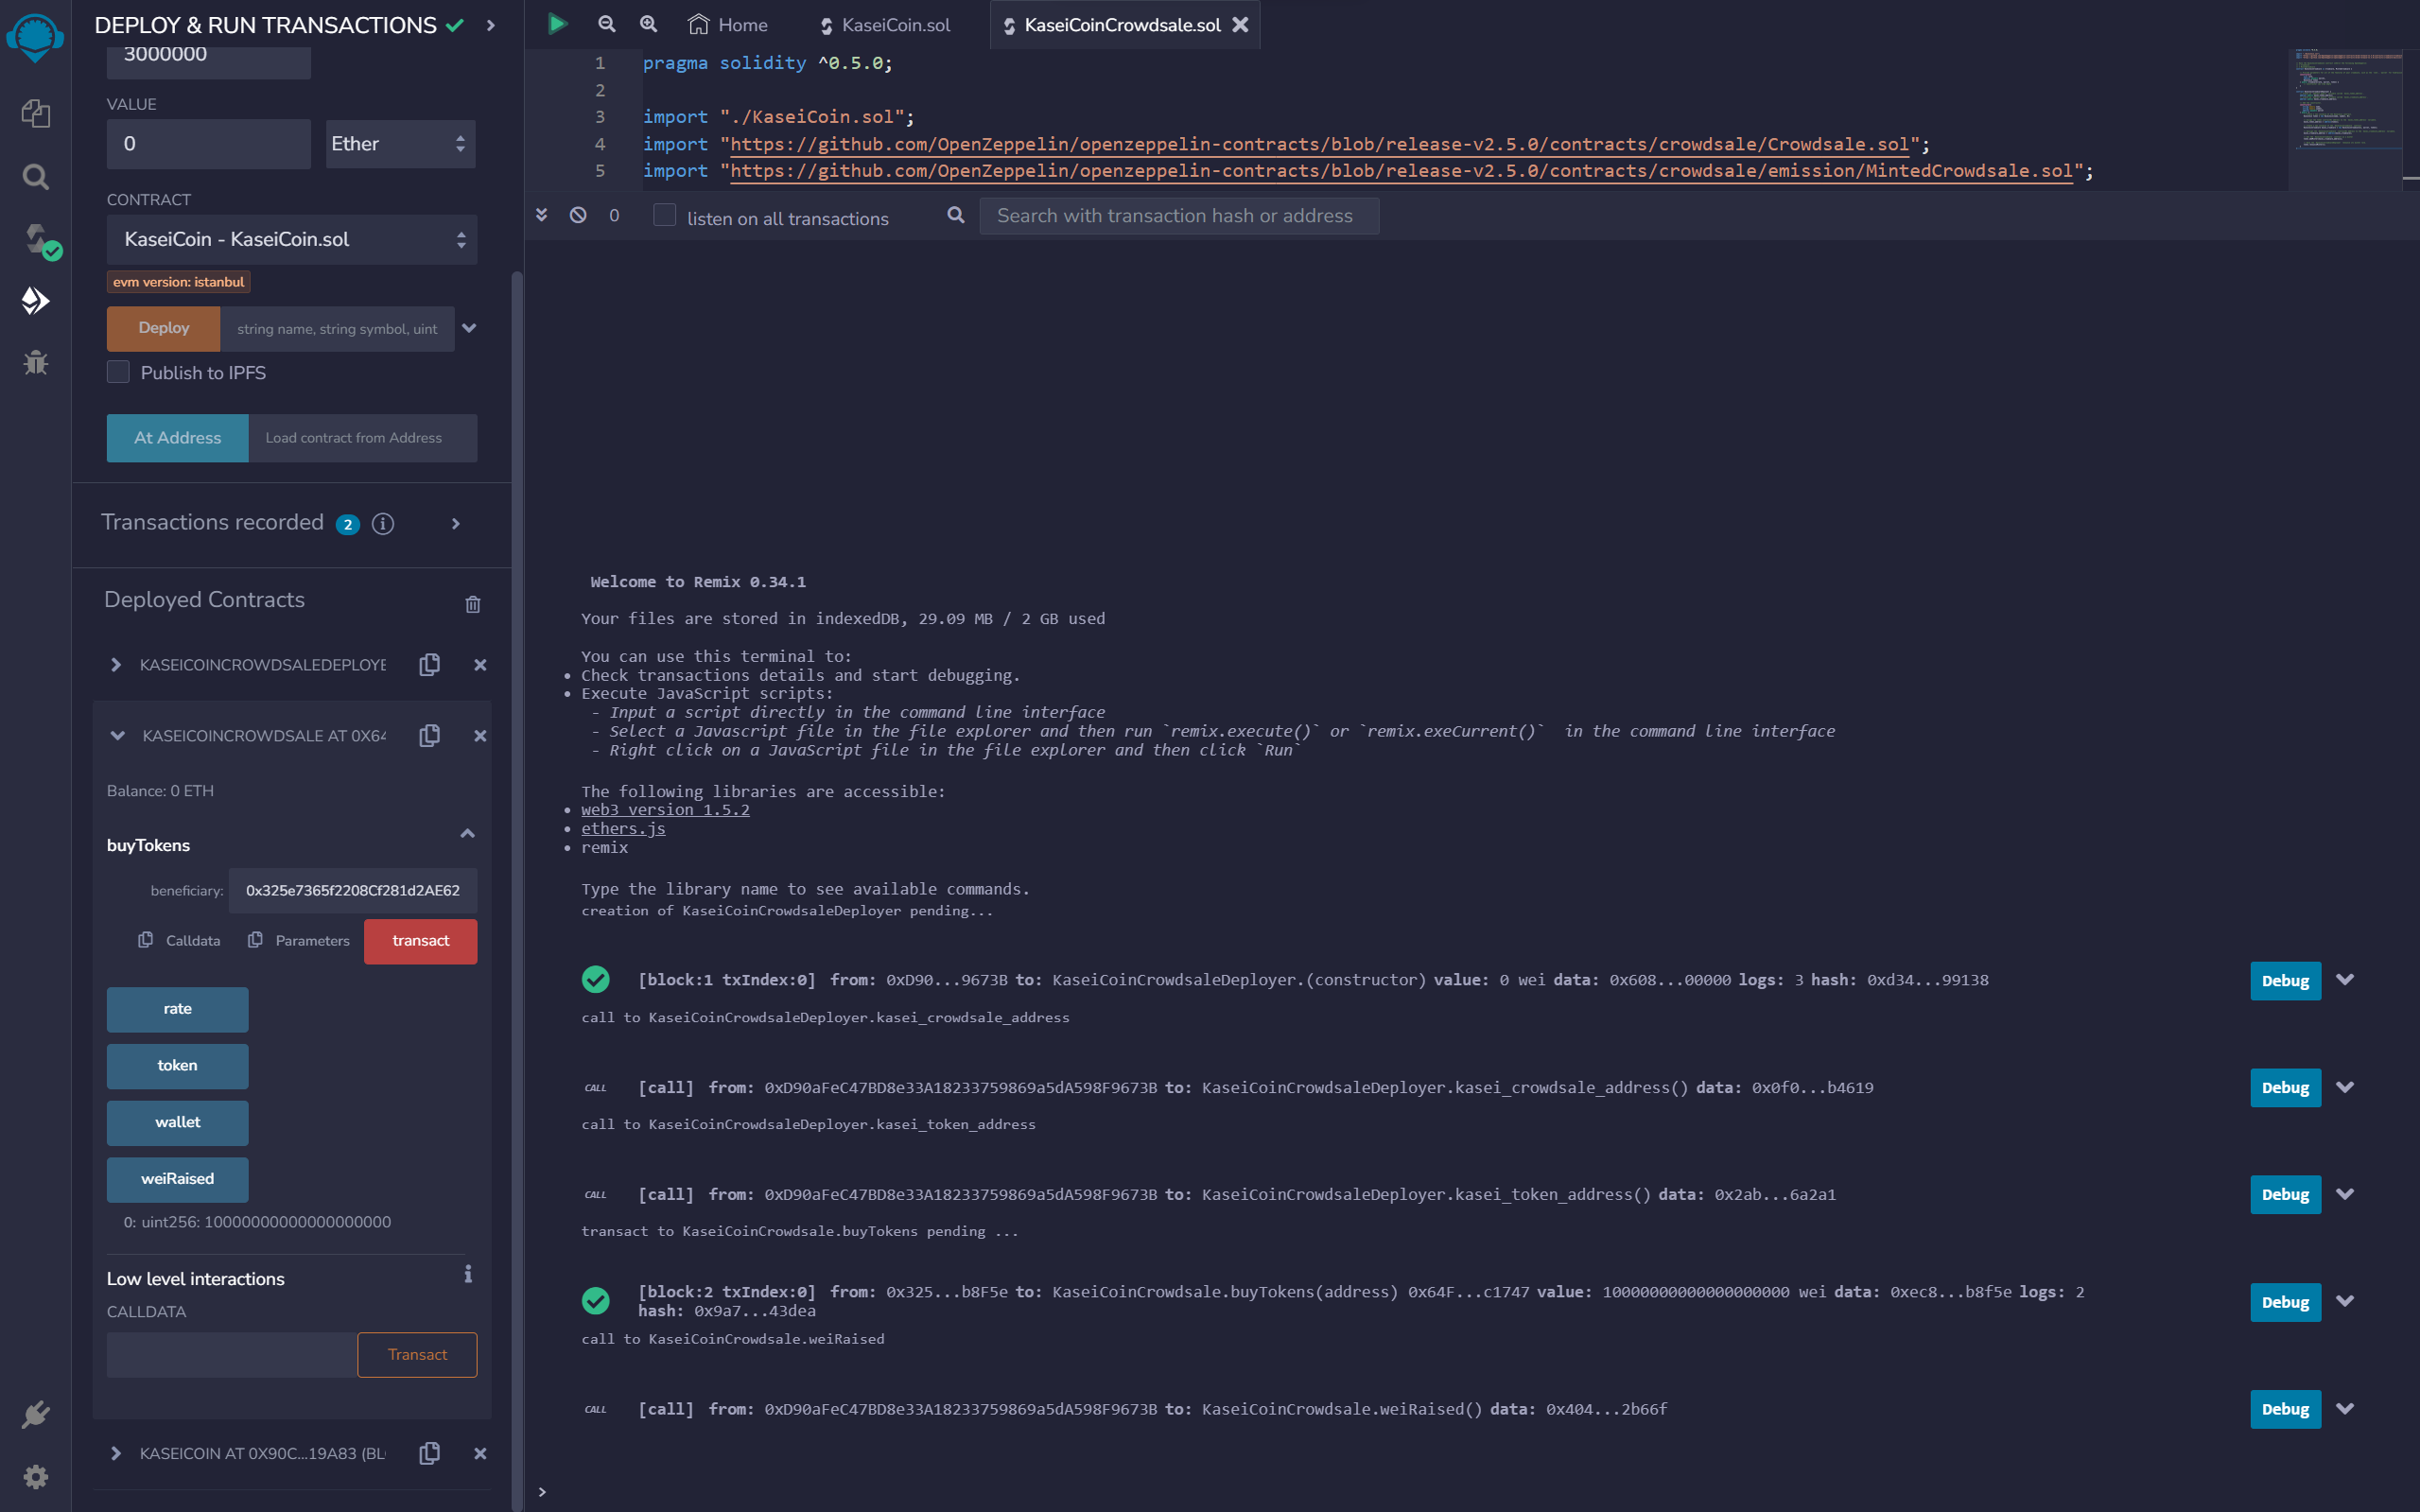 DEPLOY & RUN TRANSACTIONS
3000000
VALUE
0
Ether
CONTRACT
KaseiCoin - KaseiCoin.sol
evm version: istanbul
Deploy
string name, string symbol, uint
Publish to IPFS
At Address
Load contract from Address
Transactions recorded 2
Deployed Contracts
KASEICOINCROWDSALEDEPLOYE
KASEICOINCROWDSALE AT 0X64
Balance: 0 ETH
buyTokens
beneficiary: 0x325e7365f2208Cf281d2AE62
Calldata Parameters transact
rate
token
wallet
weiRaised
0: uint256: 10000000000000000000
Low level interactions
CALLDATA
Transact
KASEICOIN AT 0X90C...19A83 (BL
Home
KaseiCoin.sol
KaseiCoinCrowdsale.sol
1 pragma solidity ^0.5.0;
2
3 import "./KaseiCoin.sol";
4 import "https://github.com/OpenZeppelin/openzeppelin-contracts/blob/release-v2.5.0/contracts/crowdsale/Crowdsale.sol";
5 import "https://github.com/OpenZeppelin/openzeppelin-contracts/blob/release-v2.5.0/contracts/crowdsale/emission/MintedCrowdsale.sol";
0
listen on all transactions
Search with transaction hash or address
Welcome to Remix 0.34.1
Your files are stored in indexedDB, 29.09 MB / 2 GB used
You can use this terminal to:
• Check transactions details and start debugging.
• Execute JavaScript scripts:
- Input a script directly in the command line interface
- Select a Javascript file in the file explorer and then run `remix.execute()` or `remix.exeCurrent()` in the command line interface
- Right click on a JavaScript file in the file explorer and then click `Run`
The following libraries are accessible:
• web3 version 1.5.2
• ethers.js
• remix
Type the library name to see available commands.
creation of KaseiCoinCrowdsaleDeployer pending...
[block:1 txIndex:0] from: 0xD90...9673B to: KaseiCoinCrowdsaleDeployer.(constructor) value: 0 wei data: 0x608...00000 logs: 3 hash: 0xd34...99138
Debug
call to KaseiCoinCrowdsaleDeployer.kasei_crowdsale_address
CALL [call] from: 0xD90aFeC47BD8e33A18233759869a5dA598F9673B to: KaseiCoinCrowdsaleDeployer.kasei_crowdsale_address() data: 0x0f0...b4619
Debug
call to KaseiCoinCrowdsaleDeployer.kasei_token_address
CALL [call] from: 0xD90aFeC47BD8e33A18233759869a5dA598F9673B to: KaseiCoinCrowdsaleDeployer.kasei_token_address() data: 0x2ab...6a2a1
Debug
transact to KaseiCoinCrowdsale.buyTokens pending ...
[block:2 txIndex:0] from: 0x325...b8F5e to: KaseiCoinCrowdsale.buyTokens(address) 0x64F...c1747 value: 10000000000000000000 wei data: 0xec8...b8f5e logs: 2
hash: 0x9a7...43dea
Debug
call to KaseiCoinCrowdsale.weiRaised
CALL [call] from: 0xD90aFeC47BD8e33A18233759869a5dA598F9673B to: KaseiCoinCrowdsale.weiRaised() data: 0x404...2b66f
Debug
>